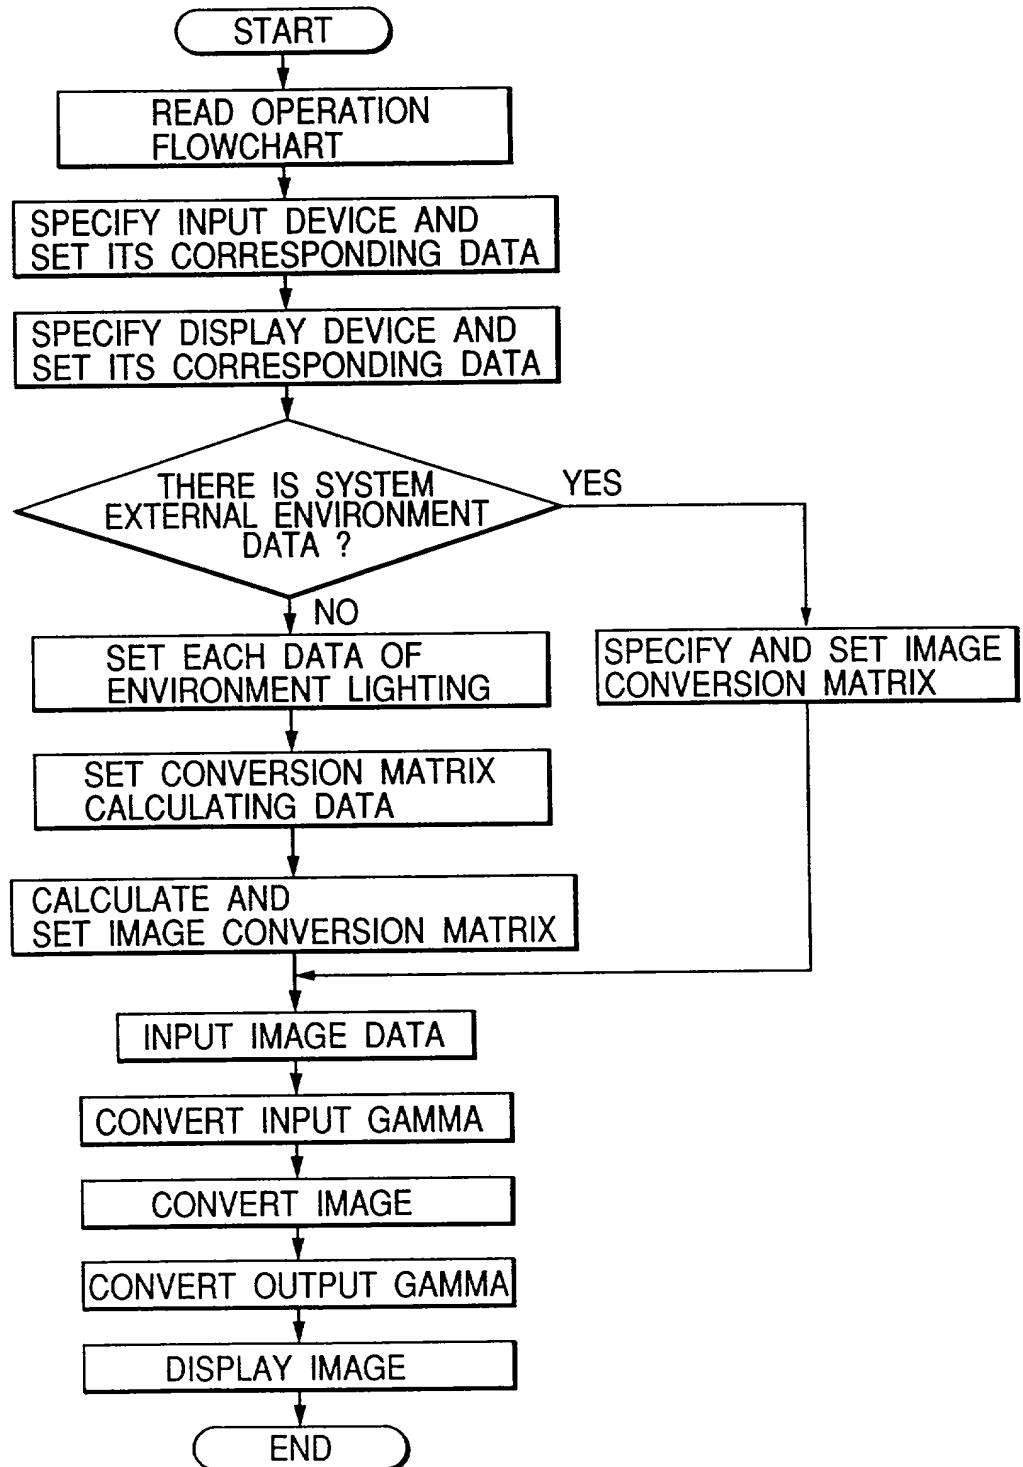 START
READ OPERATION
FLOWCHART
SPECIFY INPUT DEVICE AND
SET ITS CORRESPONDING DATA
SPECIFY DISPLAY DEVICE AND
SET ITS CORRESPONDING DATA
THERE IS SYSTEM
EXTERNAL ENVIRONMENT
DATA ?
YES
NO
SET EACH DATA OF
ENVIRONMENT LIGHTING
SPECIFY AND SET IMAGE
CONVERSION MATRIX
SET CONVERSION MATRIX
CALCULATING DATA
CALCULATE AND
SET IMAGE CONVERSION MATRIX
INPUT IMAGE DATA
CONVERT INPUT GAMMA
CONVERT IMAGE
CONVERT OUTPUT GAMMA
DISPLAY IMAGE
END